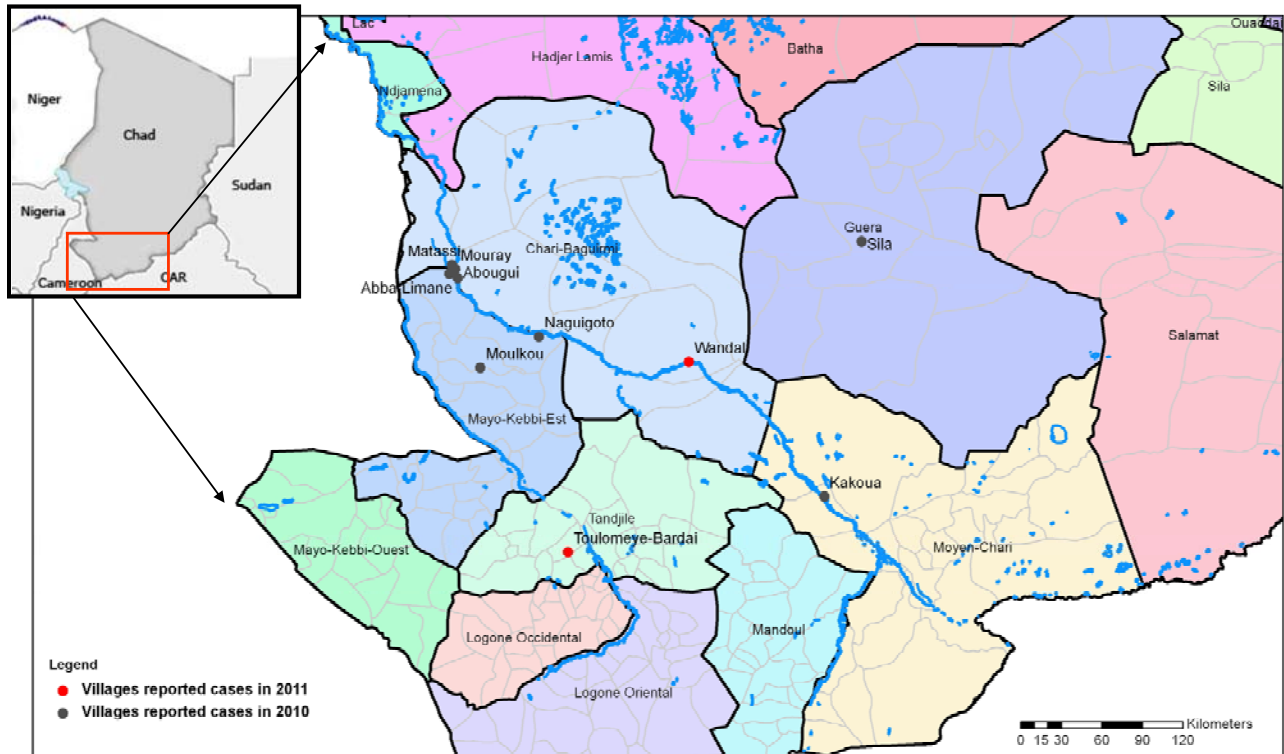 Niger
Chad
Sudan
Nigeria
Cameroon
CAR
Lac
Hadjer Lamis
Batha
Ouaddai
Sila
Ndjamena
Guera
Sila
Chari-Baguirmi
Matassi
Mouray
Abougui
Abba-Limane
Naguigoto
Salamat
Wandal
Moulkou
Mayo-Kebbi-Est
Kakoua
Tandjile
Toulomeye-Bardai
Mayo-Kebbi-Ouest
Moyen-Chari
Mandoul
Logone Occidental
Logone Oriental
Legend
Villages reported cases in 2011
Villages reported cases in 2010
Kilometers
0 15 30 60 90 120